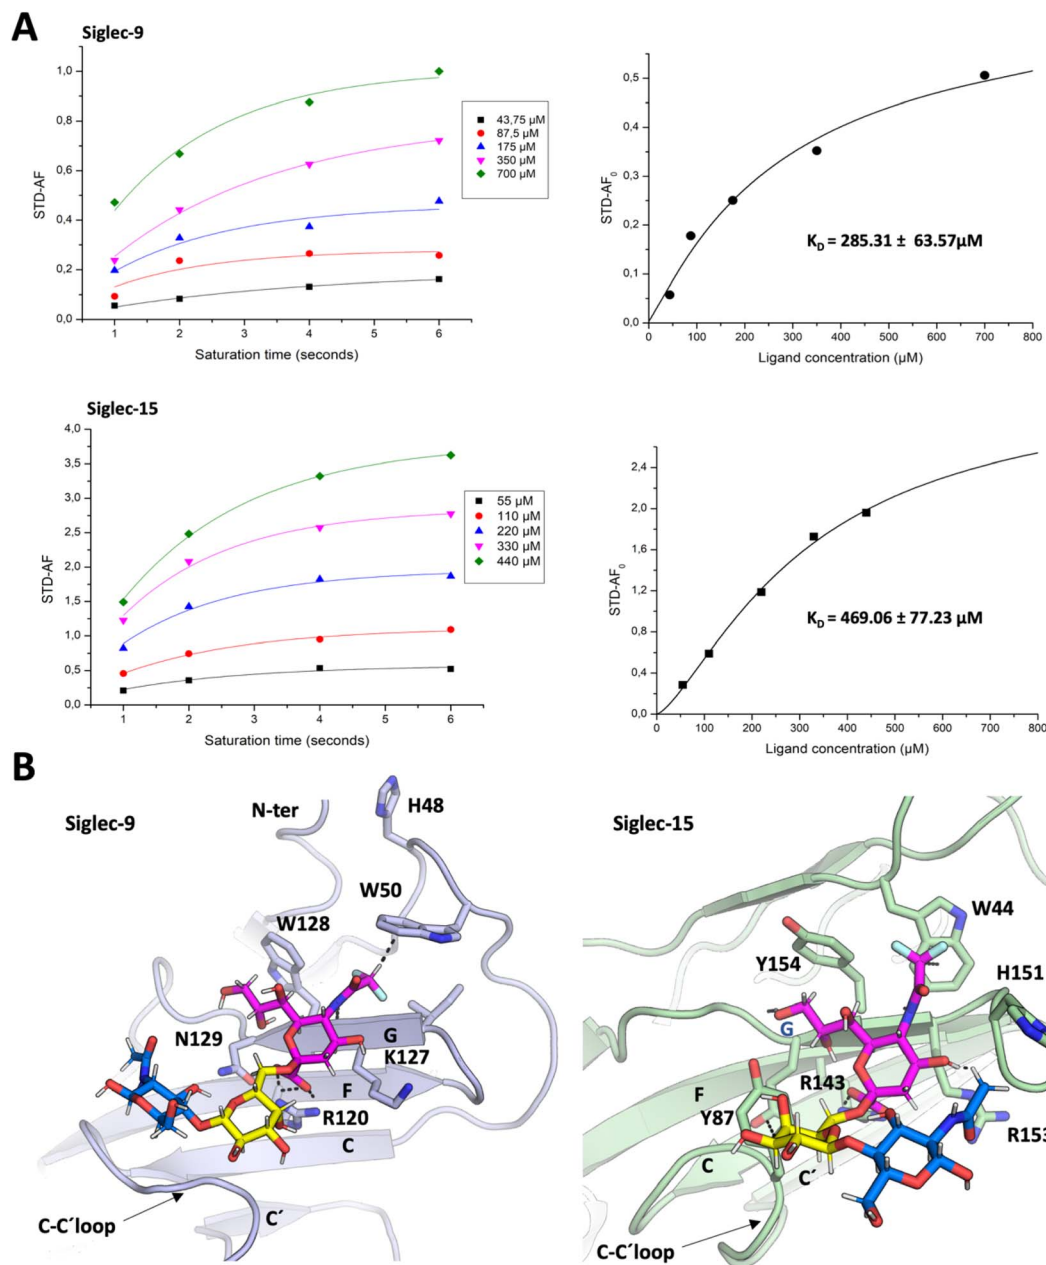 A
Siglec-9
1,0
0,8
0,6
0,4
0,2
0,0
STD-AF
1 2 3 4 5 6
Saturation time (seconds)
43,75 µM
87,5 µM
175 µM
350 µM
700 µM
0,5
0,4
0,3
0,2
0,1
0,0
STD-AF0
K_D = 285.31 ± 63.57µM
0 100 200 300 400 500 600 700 800
Ligand concentration (µM)
Siglec-15
4,0
3,5
3,0
2,5
2,0
1,5
1,0
0,5
0,0
STD-AF
1 2 3 4 5 6
Saturation time (seconds)
55 µM
110 µM
220 µM
330 µM
440 µM
2,4
2,0
1,6
1,2
0,8
0,4
0,0
STD-AF0
K_D = 469.06 ± 77.23 µM
0 100 200 300 400 500 600 700 800
Ligand concentration (µM)
B
Siglec-9
N-ter
H48
W50
W128
N129
G
K127
F
R120
C
C-C´loop
C´
Siglec-15
W44
Y154
H151
G
R143
F
Y87
R153
C
C´
C-C´loop